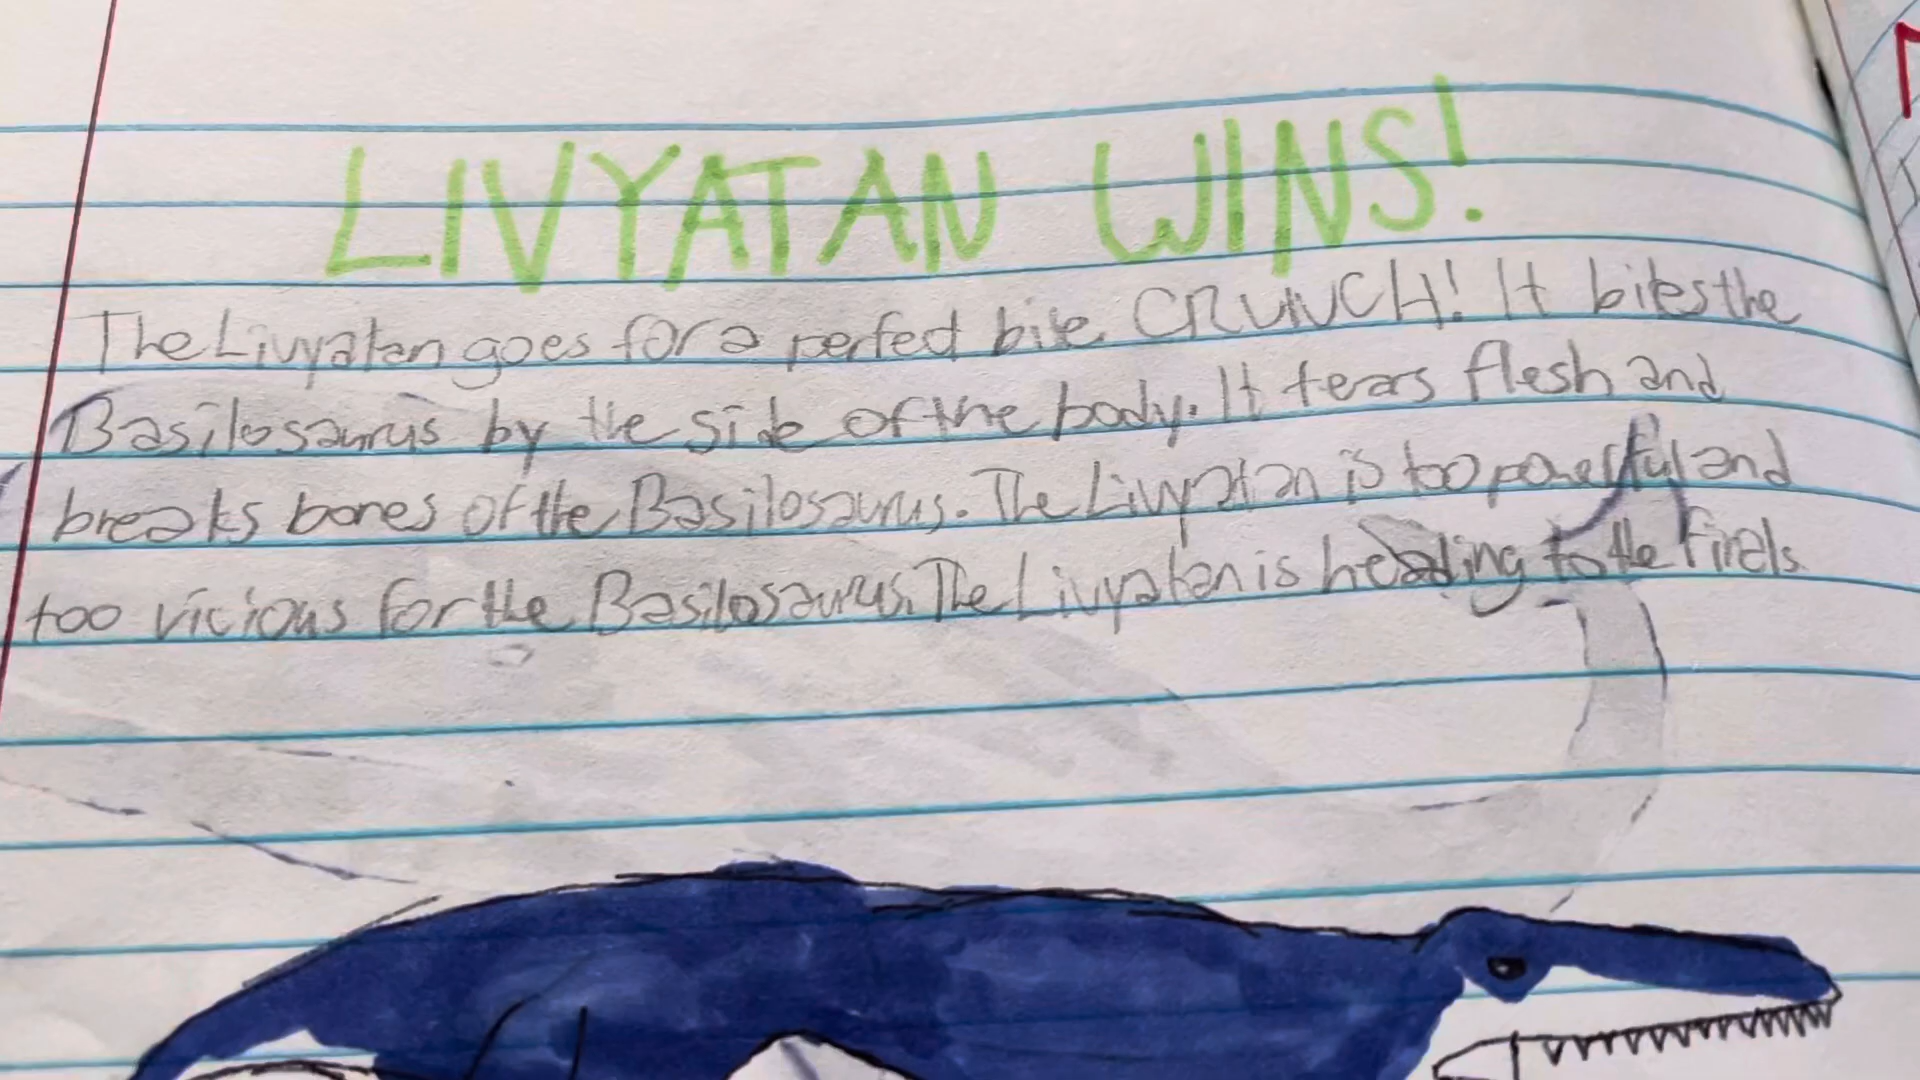 LIVYATAN WINS!
The Livyatan goes for a perfect bite. CRUNCH! It bites the
Basilosaurus by the side of the body. It tears flesh and
breaks bones of the Basilosaurus. The Livyatan is too powerful and
too vicious for the Basilosaurus. The Livyatan is heading to the finals.